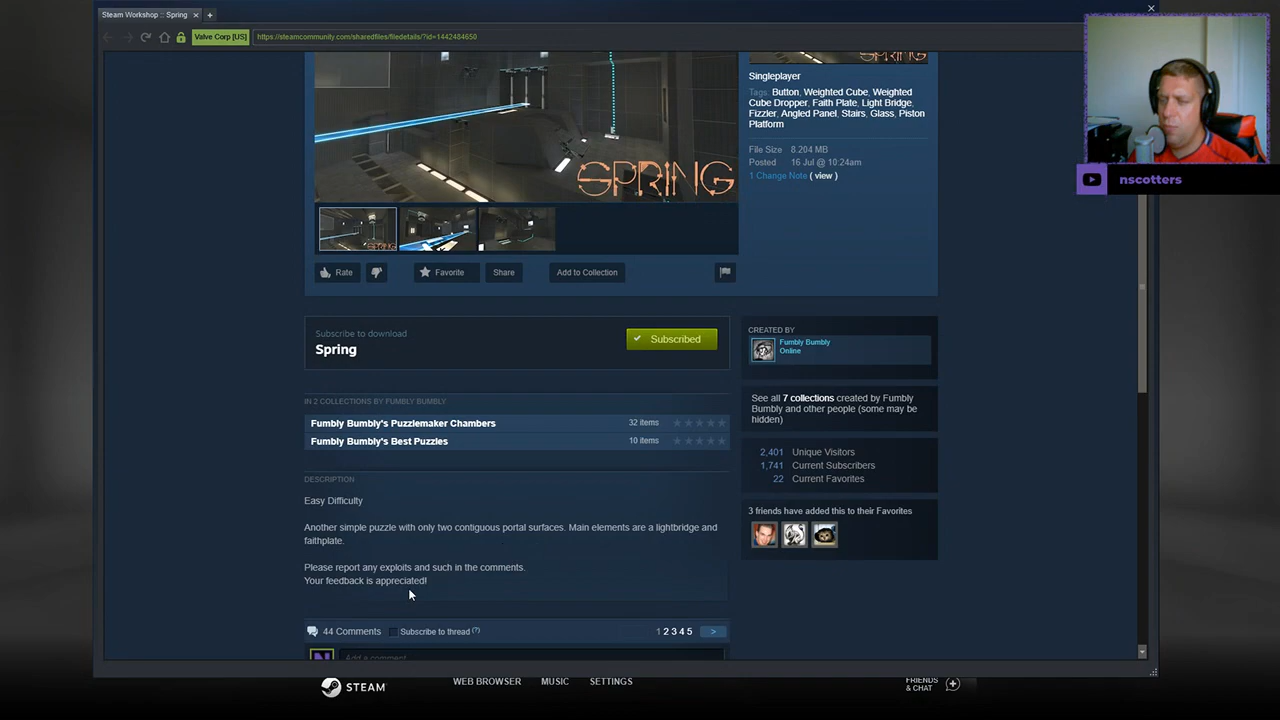 Steam Workshop :: Spring
Valve Corp [US]
https://steamcommunity.com/sharedfiles/filedetails/?id=1442484650
nscotters
SPRING
Singleplayer
Tags: Button, Weighted Cube, Weighted
Cube Dropper, Faith Plate, Light Bridge,
Fizzler, Angled Panel, Stairs, Glass, Piston
Platform
File Size 8.204 MB
Posted 16 Jul @ 10:24am
1 Change Note ( view )
SPRING
Rate
Favorite
Share
Add to Collection
Subscribe to download
Spring
Subscribed
CREATED BY
Fumbly Bumbly
Online
IN 2 COLLECTIONS BY FUMBLY BUMBLY
Fumbly Bumbly's Puzzlemaker Chambers 32 items
Fumbly Bumbly's Best Puzzles 10 items
See all 7 collections created by Fumbly
Bumbly and other people (some may be
hidden)
2,401 Unique Visitors
1,741 Current Subscribers
22 Current Favorites
DESCRIPTION
Easy Difficulty
Another simple puzzle with only two contiguous portal surfaces. Main elements are a lightbridge and
faithplate.
Please report any exploits and such in the comments.
Your feedback is appreciated!
3 friends have added this to their Favorites
44 Comments Subscribe to thread (?) 1 2 3 4 5 >
Add a comment
STEAM
WEB BROWSER
MUSIC
SETTINGS
FRIENDS
& CHAT